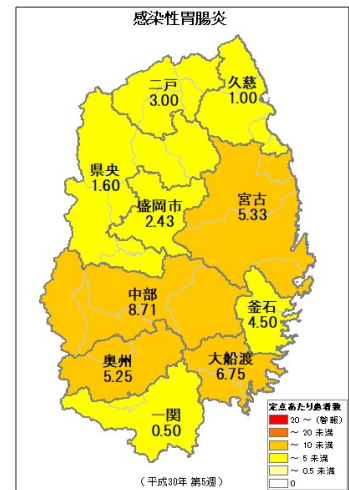 感染性胃腸炎
二戸
3.00
久慈
1.00
県央
1.60
盛岡市
2.43
宮古
5.33
中部
8.71
釜石
4.50
奥州
5.25
大船渡
6.75
一関
0.50
定点あたり患者数
20 ~ (警報)
~ 20 未満
~ 10 未満
~ 5 未満
~ 0.5 未満
0
(平成30年 第5週)